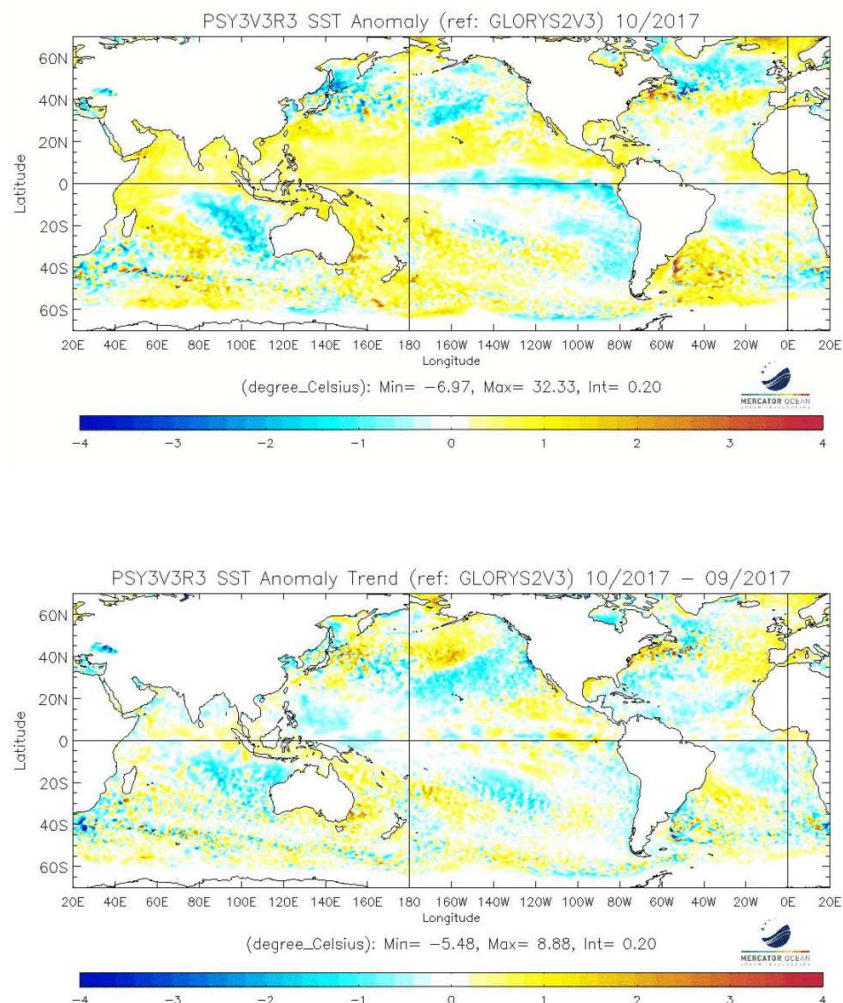 PSY3V3R3 SST Anomaly (ref: GLORYS2V3) 10/2017
60N
40N
20N
0
20S
40S
60S
Latitude
20E 40E 60E 80E 100E 120E 140E 160E 180 160W 140W 120W 100W 80W 60W 40W 20W 0E 20E
Longitude
(degree_Celsius): Min= -6.97, Max= 32.33, Int= 0.20
MERCATOR OCEAN
-4 -3 -2 -1 0 1 2 3 4
PSY3V3R3 SST Anomaly Trend (ref: GLORYS2V3) 10/2017 - 09/2017
60N
40N
20N
0
20S
40S
60S
Latitude
20E 40E 60E 80E 100E 120E 140E 160E 180 160W 140W 120W 100W 80W 60W 40W 20W 0E 20E
Longitude
(degree_Celsius): Min= -5.48, Max= 8.88, Int= 0.20
MERCATOR OCEAN
-4 -3 -2 -1 0 1 2 3 4